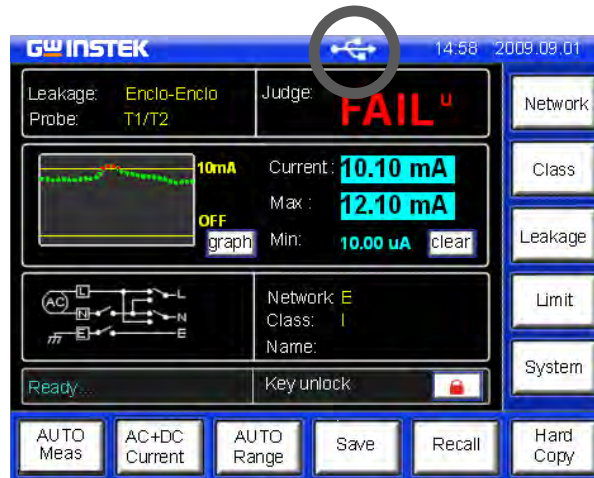 GW INSTEK 14:58 2009.09.01
Leakage: Enclo-Enclo
Probe: T1/T2
Judge:
FAIL U
10mA
OFF
graph
Current: 10.10 mA
Max : 12.10 mA
Min: 10.00 uA clear
AC
L
N
E
L
N
E
Network E
Class: I
Name:
Ready...
Key unlock
Network
Class
Leakage
Limit
System
AUTO
Meas
AC+DC
Current
AUTO
Range
Save
Recall
Hard
Copy